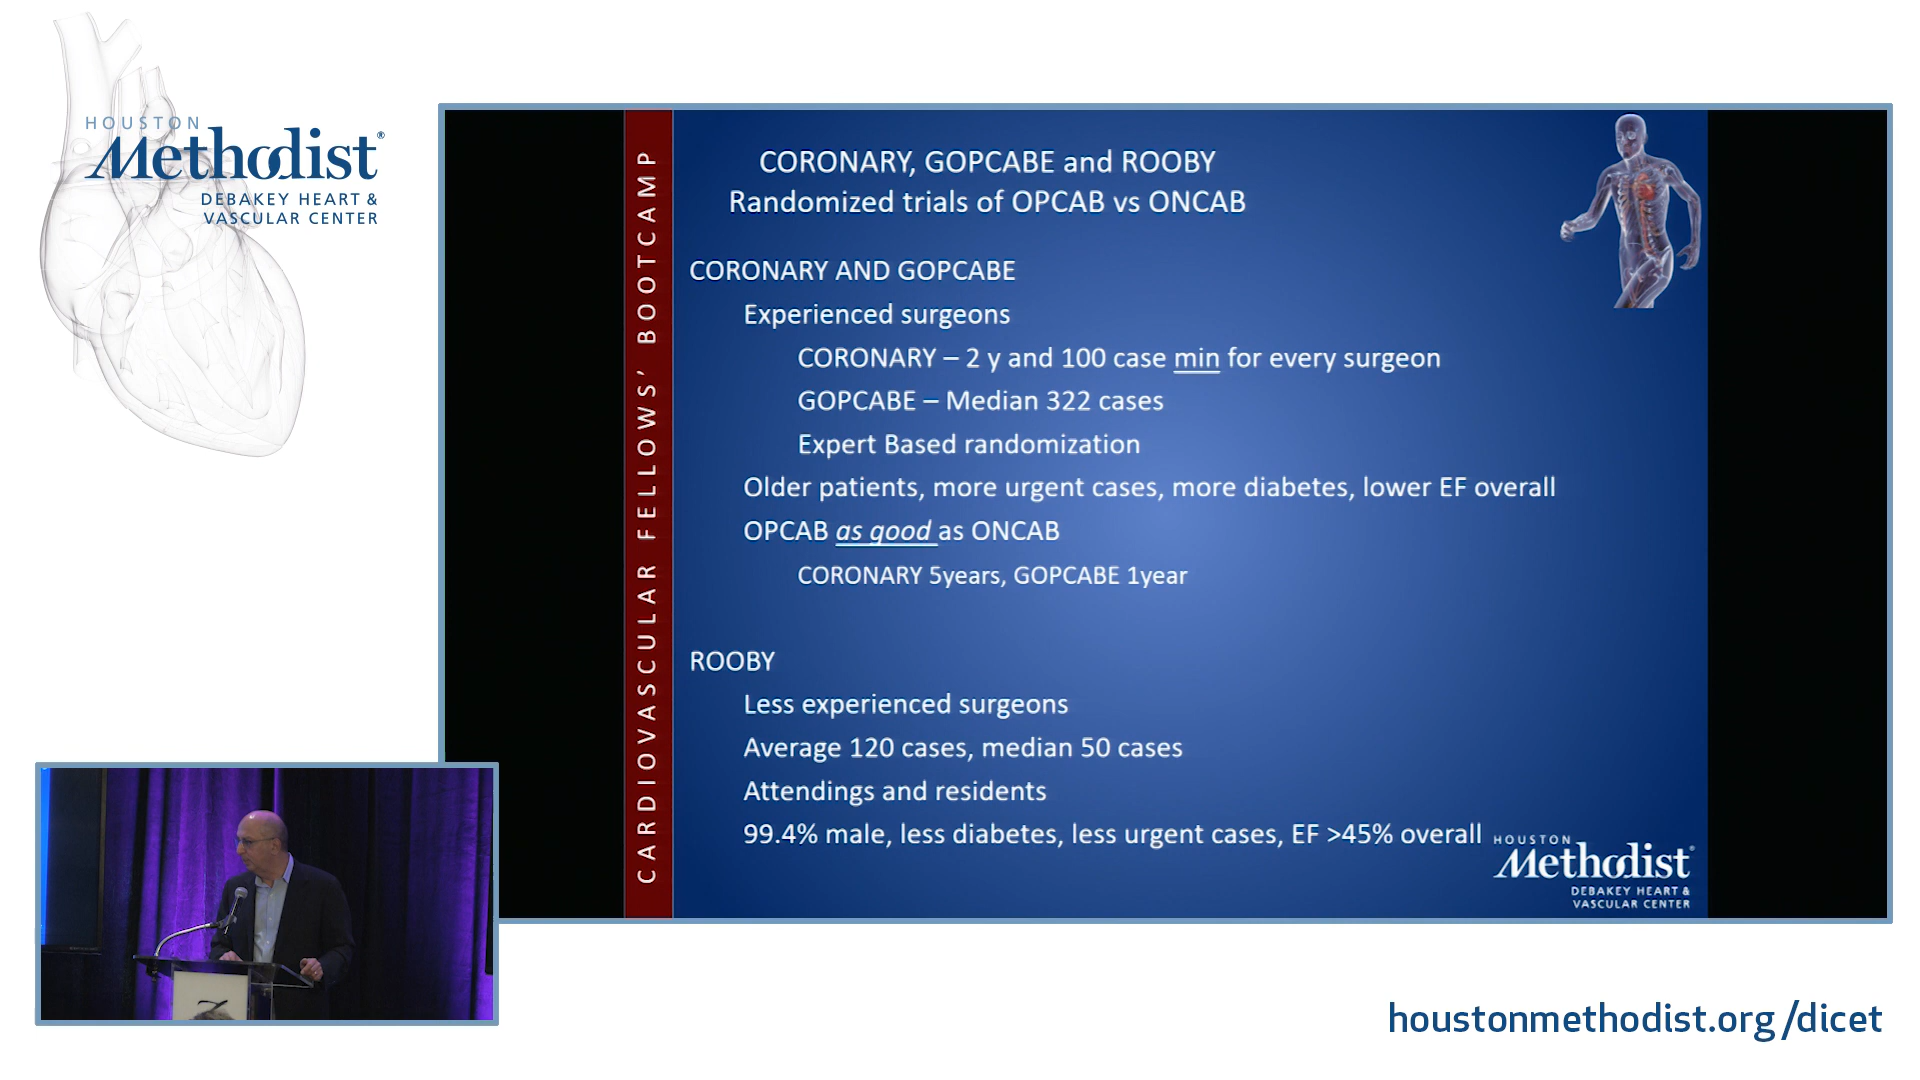 HOUSTON
Methodist®
DEBAKEY HEART &
VASCULAR CENTER
CARDIOVASCULAR FELLOWS' BOOTCAMP
CORONARY, GOPCABE and ROOBY
Randomized trials of OPCAB vs ONCAB
CORONARY AND GOPCABE
Experienced surgeons
CORONARY – 2 y and 100 case min for every surgeon
GOPCABE – Median 322 cases
Expert Based randomization
Older patients, more urgent cases, more diabetes, lower EF overall
OPCAB as good as ONCAB
CORONARY 5years, GOPCABE 1year
ROOBY
Less experienced surgeons
Average 120 cases, median 50 cases
Attendings and residents
99.4% male, less diabetes, less urgent cases, EF >45% overall
HOUSTON
Methodist®
DEBAKEY HEART &
VASCULAR CENTER
houstonmethodist.org/dicet